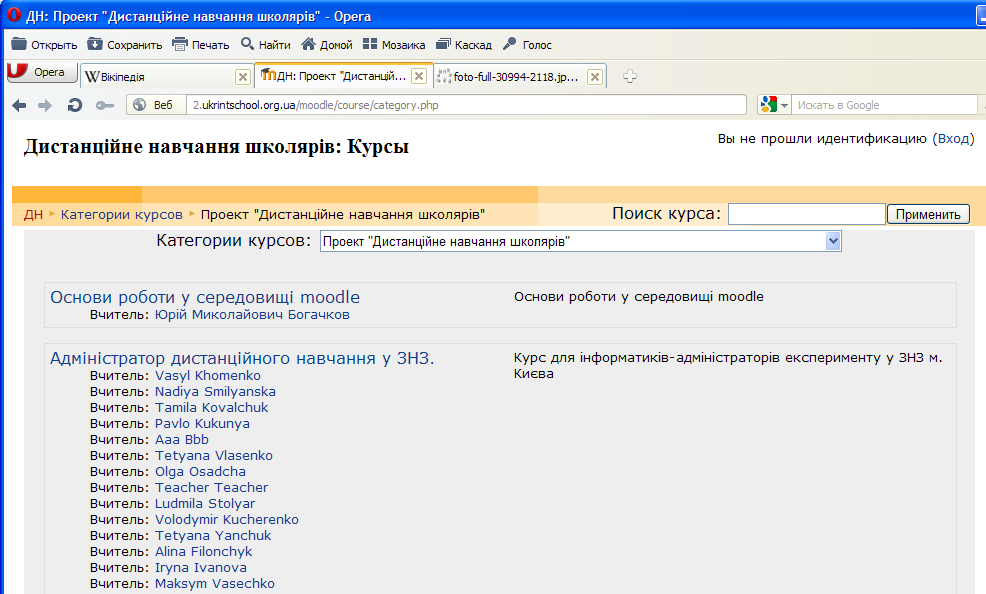 ДН: Проект "Дистанційне навчання школярів" - Opera
Открыть Сохранить Печать Найти Домой Мозаика Каскад Голос
Opera Вікіпедія ДН: Проект "Дистанцій... foto-full-30994-2118.jp...
Веб 2.ukrintschool.org.ua/moodle/course/category.php Искать в Google
Дистанційне навчання школярів: Курсы
Вы не прошли идентификацию (Вход)
ДН Категории курсов Проект "Дистанційне навчання школярів" Поиск курса: Применить
Категории курсов: Проект "Дистанційне навчання школярів"
Основи роботи у середовищі moodle
Вчитель: Юрій Миколайович Богачков
Основи роботи у середовищі moodle
Адміністратор дистанційного навчання у ЗНЗ.
Вчитель: Vasyl Khomenko
Вчитель: Nadiya Smilyanska
Вчитель: Tamila Kovalchuk
Вчитель: Pavlo Kukunya
Вчитель: Aaa Bbb
Вчитель: Tetyana Vlasenko
Вчитель: Olga Osadcha
Вчитель: Teacher Teacher
Вчитель: Ludmila Stolyar
Вчитель: Volodymir Kucherenko
Вчитель: Tetyana Yanchuk
Вчитель: Alina Filonchyk
Вчитель: Iryna Ivanova
Вчитель: Maksym Vasechko
Курс для інформатиків-адміністраторів експерименту у ЗНЗ м.
Києва